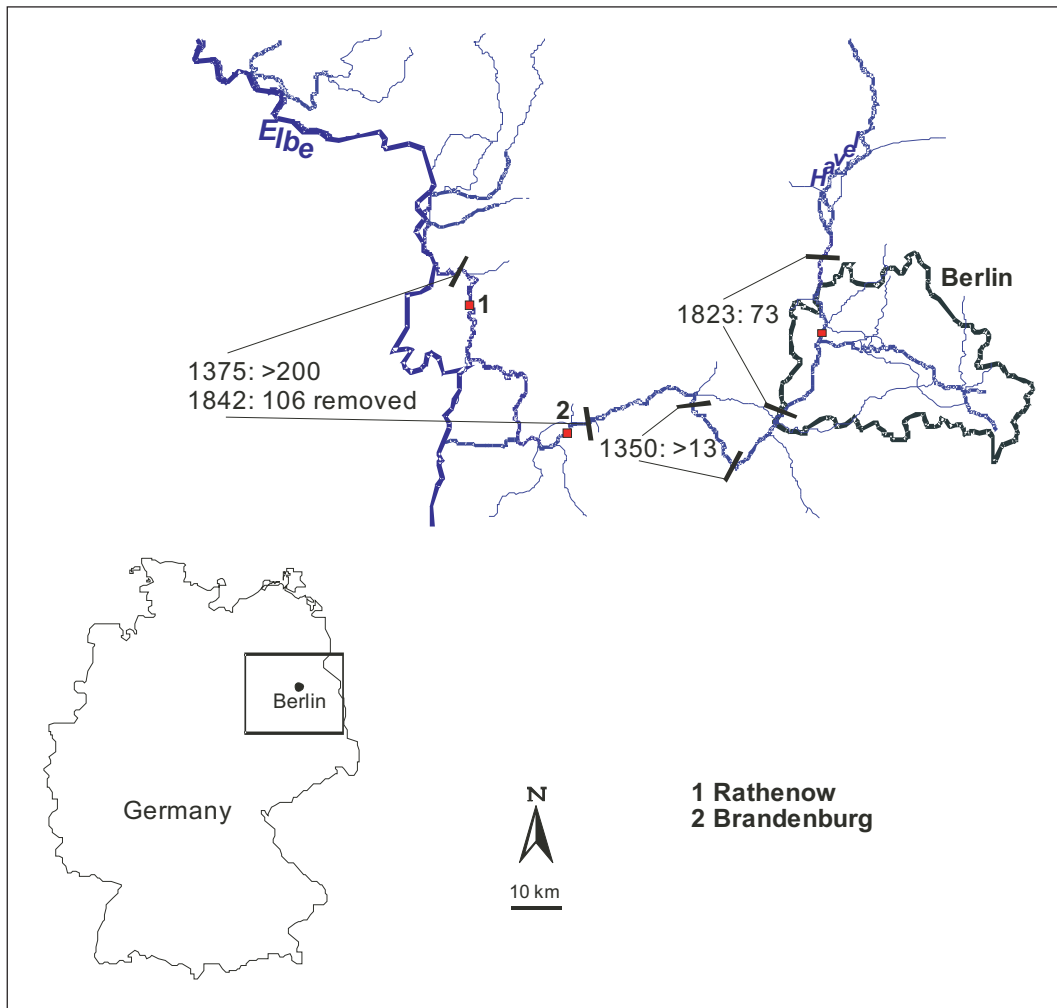 Elbe
Havel
Berlin
1823: 73
1
1375: >200
1842: 106 removed
2
1350: >13
Berlin
Germany
N
10 km
1 Rathenow
2 Brandenburg